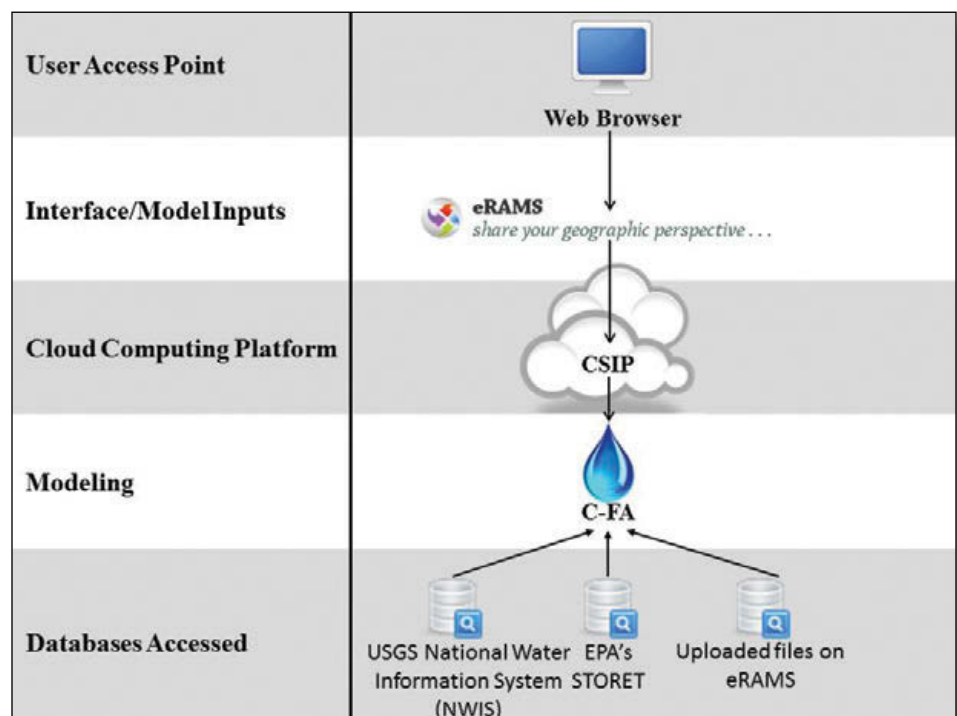 User Access Point
Web Browser
Interface/Model Inputs
eRAMS
share your geographic perspective . . .
Cloud Computing Platform
CSIP
Modeling
C-FA
Databases Accessed
USGS National Water
Information System
(NWIS)
EPA's
STORET
Uploaded files on
eRAMS